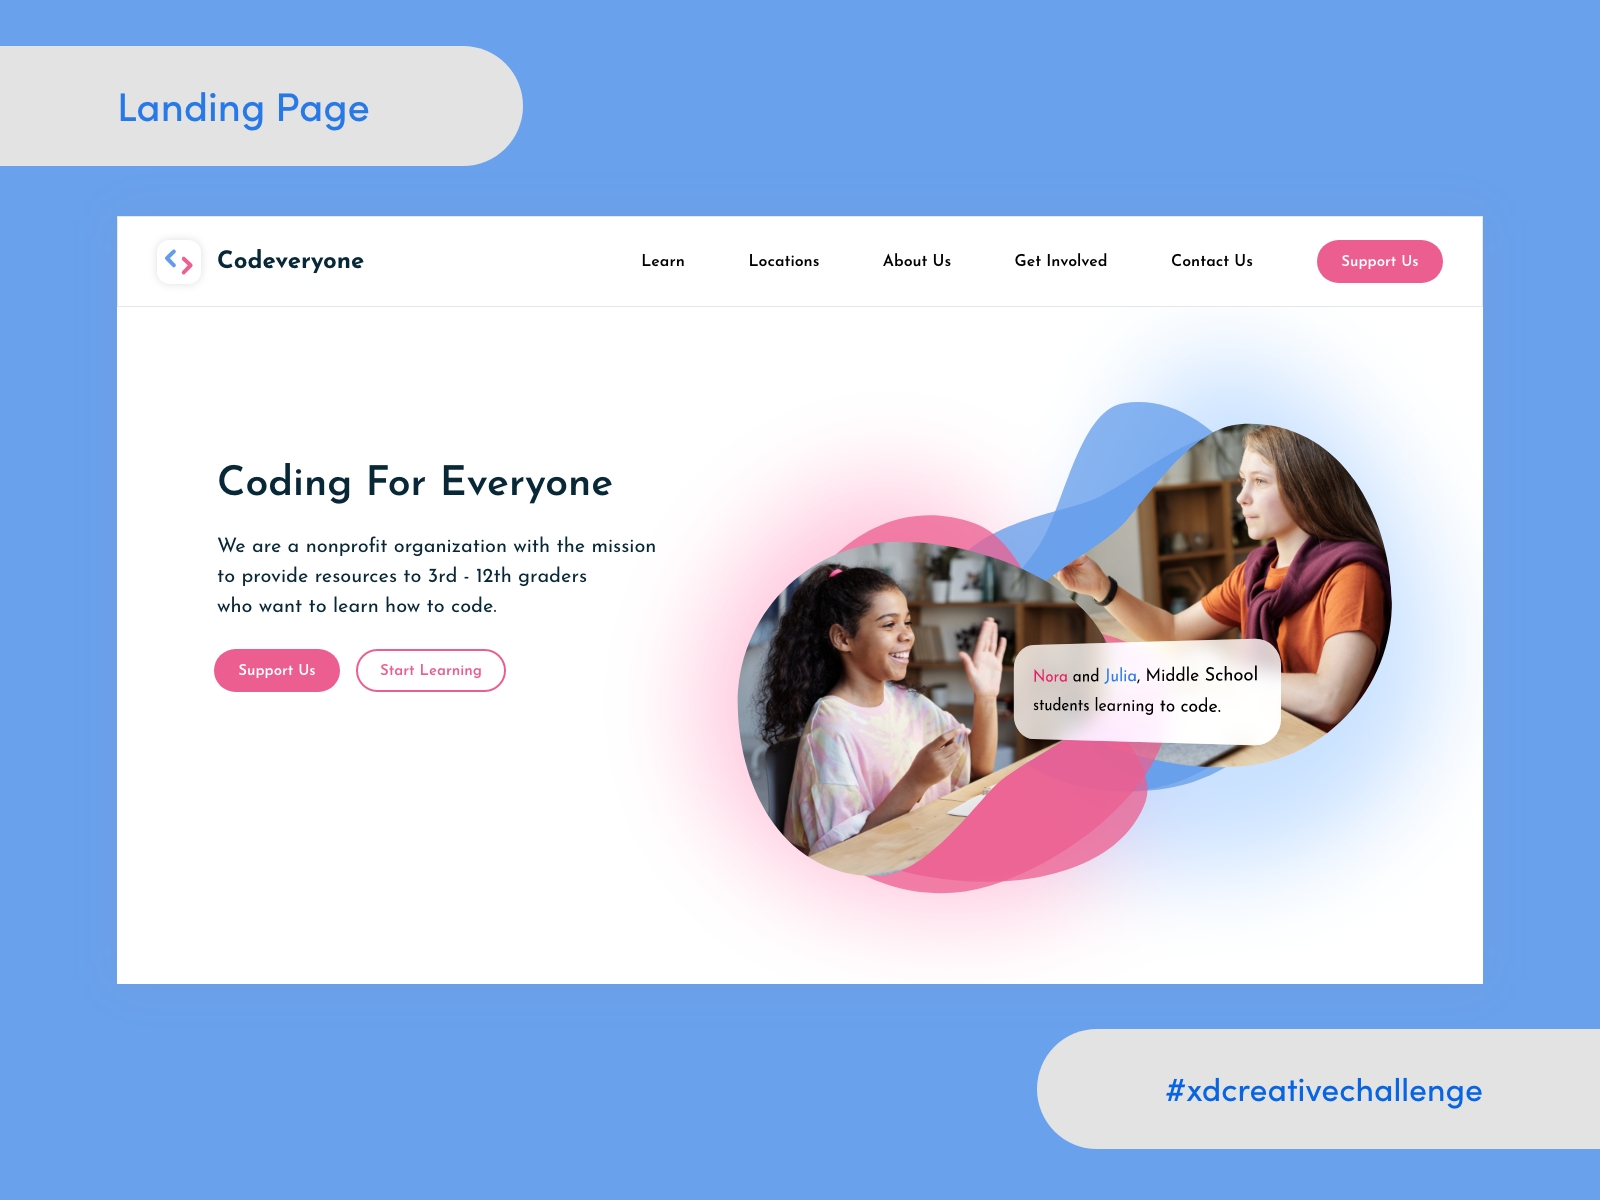 Landing Page
Codeveryone
Learn
Locations
About Us
Get Involved
Contact Us
Support Us
Coding For Everyone
We are a nonprofit organization with the mission
to provide resources to 3rd - 12th graders
who want to learn how to code.
Support Us
Start Learning
Nora and Julia, Middle School
students learning to code.
#xdcreativechallenge